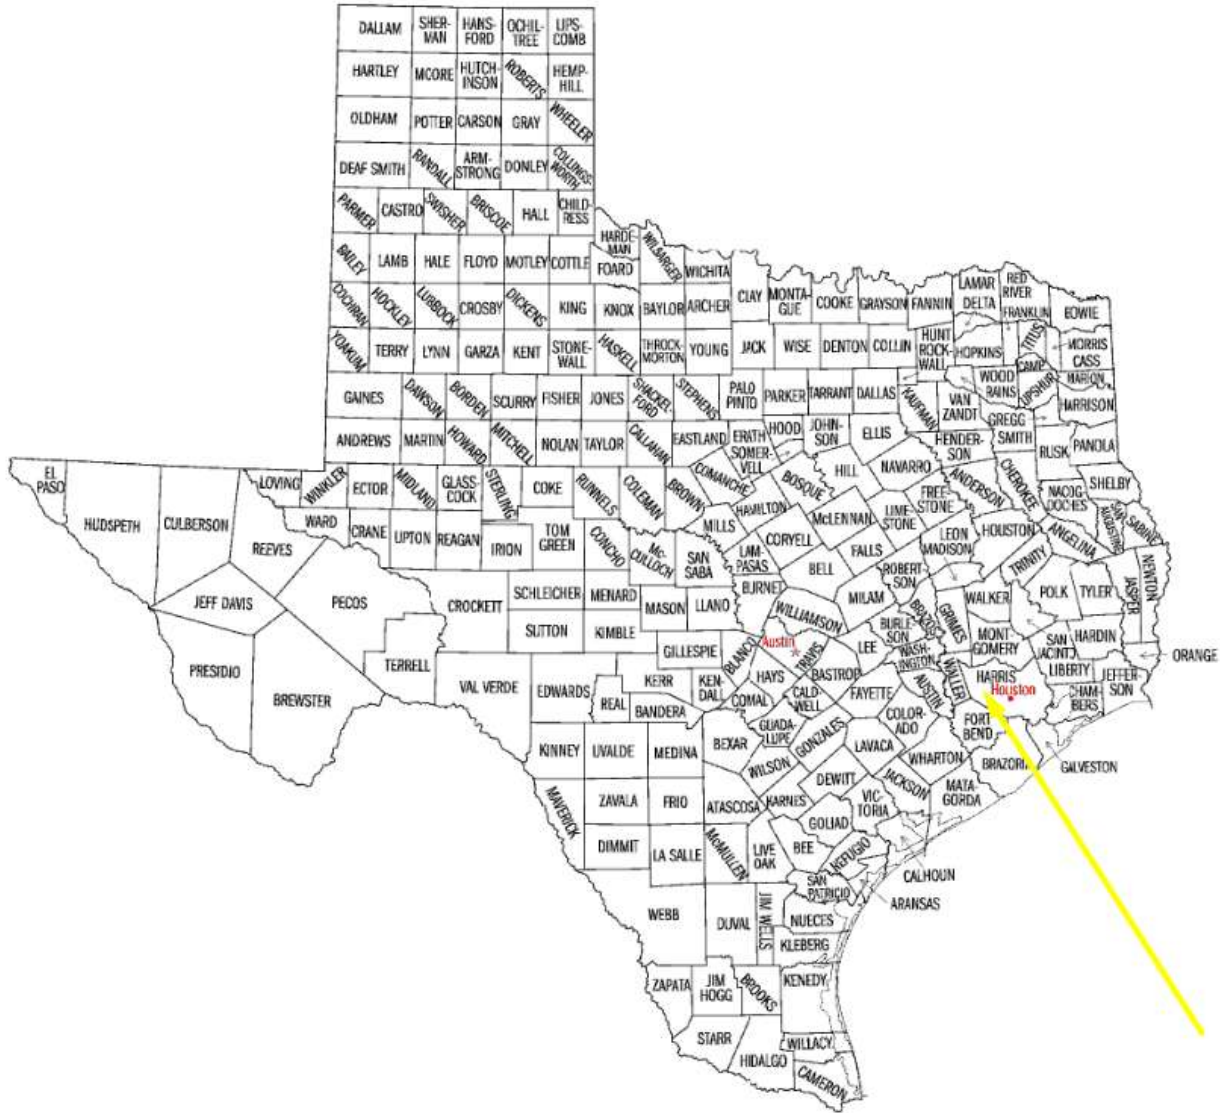 DALLAM
SHER-
MAN
HANS-
FORD
OCHIL-
TREE
LIPS-
COMB
HARTLEY
MOORE
HUTCH-
INSON
ROBERTS
HEMP-
HILL
OLDHAM
POTTER
CARSON
GRAY
WHEELER
DEAF SMITH
RANDALL
ARM-
STRONG
DONLEY
COLLINGS-
WORTH
PARMER
CASTRO
SWISHER
BRISCOE
HALL
CHILD-
RESS
BAILEY
LAMB
HALE
FLOYD
MOTLEY
COTTLE
HARDE-
MAN
FOARD
WILBARGER
WICHITA
COCHRAN
HOCKLEY
LUBBOCK
CROSBY
DICKENS
KING
KNOX
BAYLOR
ARCHER
CLAY
MONTA-
GUE
COOKE
GRAYSON
FANNIN
LAMAR
DELTA
RED
RIVER
FRANKLIN
BOWIE
YOAKUM
TERRY
LYNN
GARZA
KENT
STONE-
WALL
HASKELL
THROCK-
MORTON
YOUNG
JACK
WISE
DENTON
COLLIN
HUNT
ROCK-
WALL
HOPKINS
TITUS
CAMP
MORRIS
CASS
GAINES
DAWSON
BORDEN
SCURRY
FISHER
JONES
SHACKEL-
FORD
STEPHENS
PALO
PINTO
PARKER
TARRANT
DALLAS
KAUFMAN
VAN
ZANDT
WOOD
RAINS
UPSHUR
MARION
HARRISON
GREGG
SMITH
ANDREWS
MARTIN
HOWARD
MITCHELL
NOLAN
TAYLOR
CALLAHAN
EASTLAND
ERATH
SOMER-
VELL
HOOD
JOHN-
SON
ELLIS
HENDER-
SON
RUSK
PANOLA
EL
PASO
HUDSPETH
CULBERSON
LOVING
WINKLER
ECTOR
MIDLAND
GLASS-
COCK
STERLING
COKE
RUNNELS
COLEMAN
BROWN
COMANCHE
BOSQUE
HILL
NAVARRO
ANDERSON
CHEROKEE
NACOG-
DOCHES
SHELBY
SAN
AUGUSTINE
SABINE
REEVES
WARD
CRANE
UPTON
REAGAN
IRION
TOM
GREEN
CONCHO
MC-
CULLOCH
SAN
SABA
MILLS
HAMILTON
LAM-
PASAS
CORYELL
McLENNAN
LIME-
STONE
FREE-
STONE
LEON
MADISON
HOUSTON
ANGELINA
TRINITY
JEFF DAVIS
PECOS
CROCKETT
SCHLEICHER
MENARD
MASON
LLANO
BURNET
BELL
FALLS
ROBERT-
SON
MILAM
WILLIAMSON
BRAZOS
GRIMES
WALKER
POLK
TYLER
JASPER
NEWTON
PRESIDIO
BREWSTER
TERRELL
SUTTON
KIMBLE
GILLESPIE
BLANCO
Austin
TRAVIS
LEE
BURLE-
SON
WASH-
INGTON
MONT-
GOMERY
SAN
JACINTO
HARDIN
ORANGE
VAL VERDE
EDWARDS
REAL
KERR
BANDERA
KEN-
DALL
COMAL
HAYS
CALD-
WELL
BASTROP
FAYETTE
AUSTIN
WALLER
HARRIS
Houston
LIBERTY
CHAM-
BERS
JEFFER-
SON
KINNEY
UVALDE
MEDINA
BEXAR
GUADA-
LUPE
GONZALES
LAVACA
COLOR-
ADO
FORT
BEND
WHARTON
BRAZORIA
GALVESTON
WILSON
DEWITT
JACKSON
MATA-
GORDA
MAVERICK
ZAVALA
FRIO
ATASCOSA
KARNES
GOLIAD
VIC-
TORIA
DIMMIT
LA SALLE
McMULLEN
LIVE
OAK
BEE
REFUGIO
CALHOUN
ARANSAS
SAN
PATRICIO
WEBB
DUVAL
JIM WELLS
NUECES
KLEBERG
ZAPATA
JIM
HOGG
BROOKS
KENEDY
STARR
HIDALGO
WILLACY
CAMERON